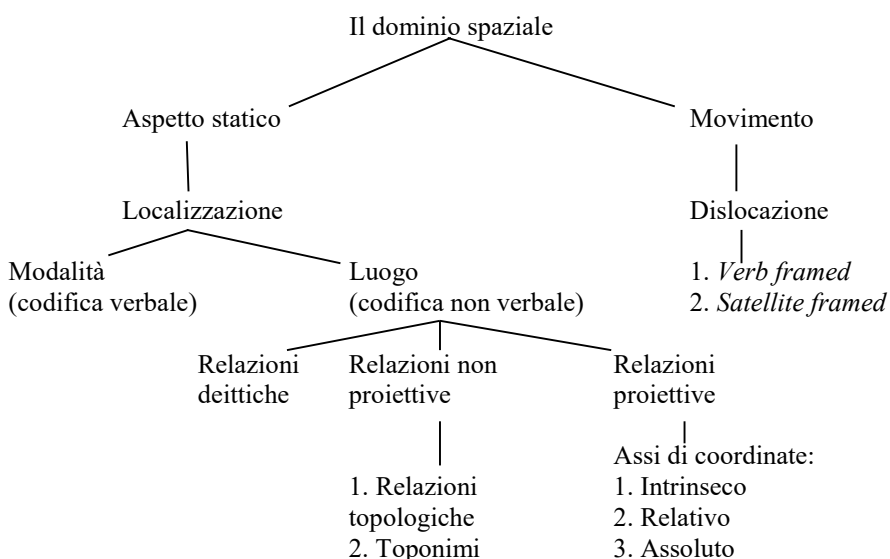 Il dominio spaziale
Aspetto statico
Movimento
Localizzazione
Dislocazione
Modalità
(codifica verbale)
Luogo
(codifica non verbale)
1. Verb framed
2. Satellite framed
Relazioni
deittiche
Relazioni non
proiettive
Relazioni
proiettive
1. Relazioni
topologiche
2. Toponimi
Assi di coordinate:
1. Intrinseco
2. Relativo
3. Assoluto